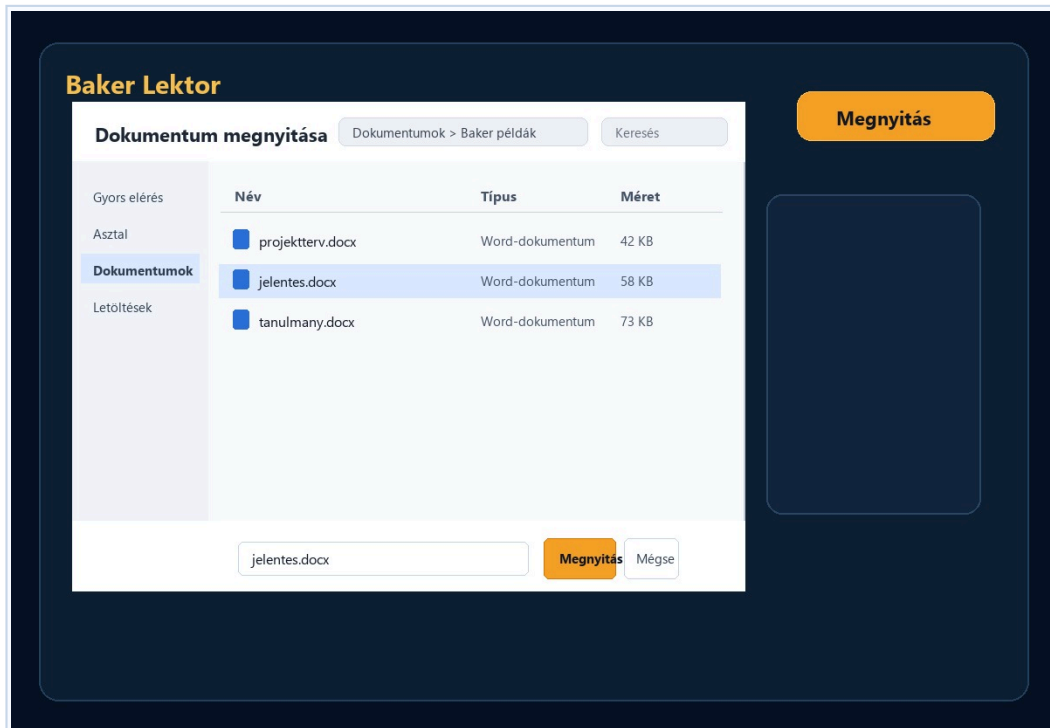 Baker Lektor
Megnyitás
Dokumentum megnyitása Dokumentumok > Baker példák Keresés
Gyors elérés
Asztal
Dokumentumok
Letöltések
Név Típus Méret
projektterv.docx Word-dokumentum 42 KB
jelentes.docx Word-dokumentum 58 KB
tanulmany.docx Word-dokumentum 73 KB
jelentes.docx Megnyitás Mégse